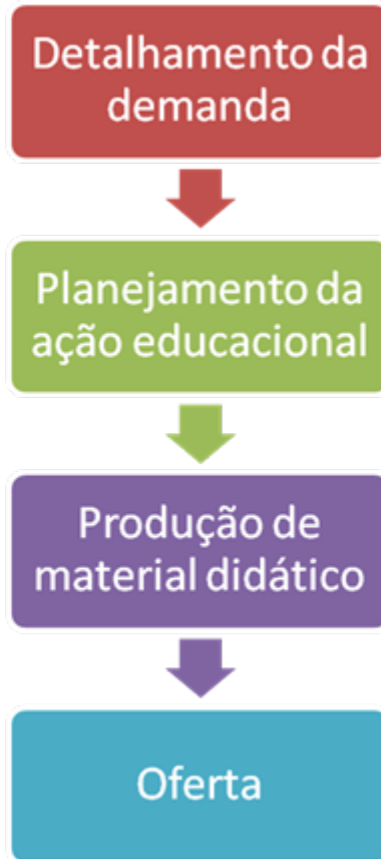 Detalhamento da
demanda
Planejamento da
ação educacional
Produção de
material didático
Oferta